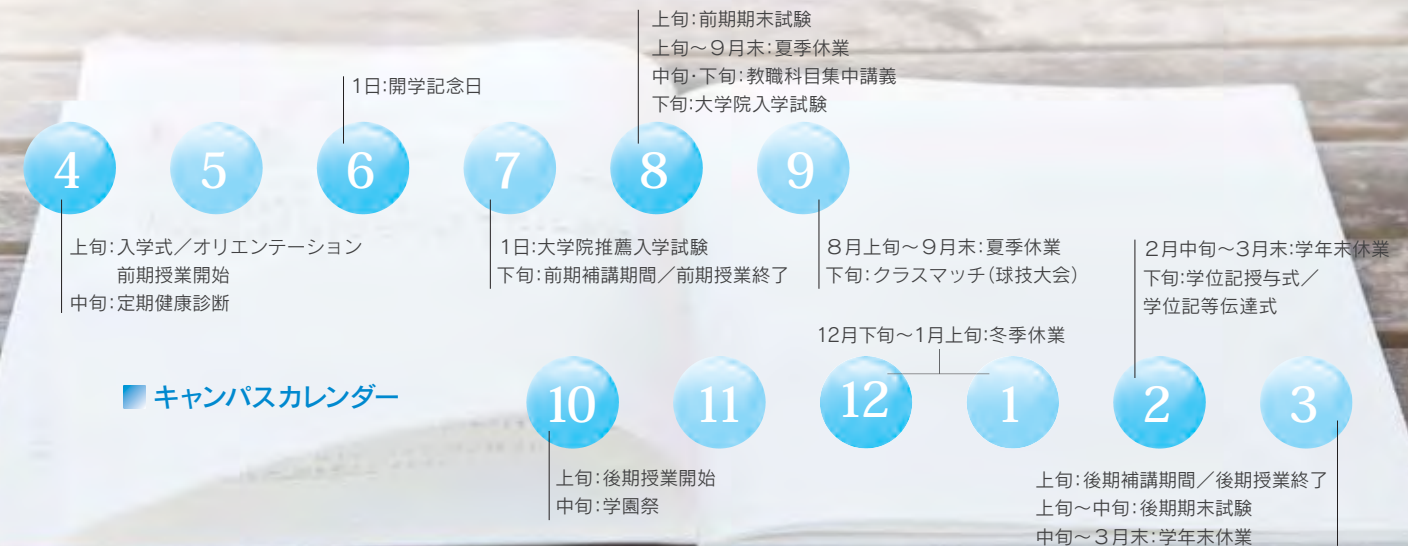 上旬：前期期末試験
上旬～9月末：夏季休業
中旬・下旬：教職科目集中講義
下旬：大学院入学試験
1日：開学記念日
4
5
6
7
8
9
上旬：入学式／オリエンテーション
前期授業開始
中旬：定期健康診断
1日：大学院推薦入学試験
下旬：前期補講期間／前期授業終了
8月上旬～9月末：夏季休業
下旬：クラスマッチ（球技大会）
2月中旬～3月末：学年末休業
下旬：学位記授与式／
学位記等伝達式
12月下旬～1月上旬：冬季休業
キャンパスカレンダー
10
11
12
1
2
3
上旬：後期授業開始
中旬：学園祭
上旬：後期補講期間／後期授業終了
上旬～中旬：後期期末試験
中旬～3月末：学年末休業